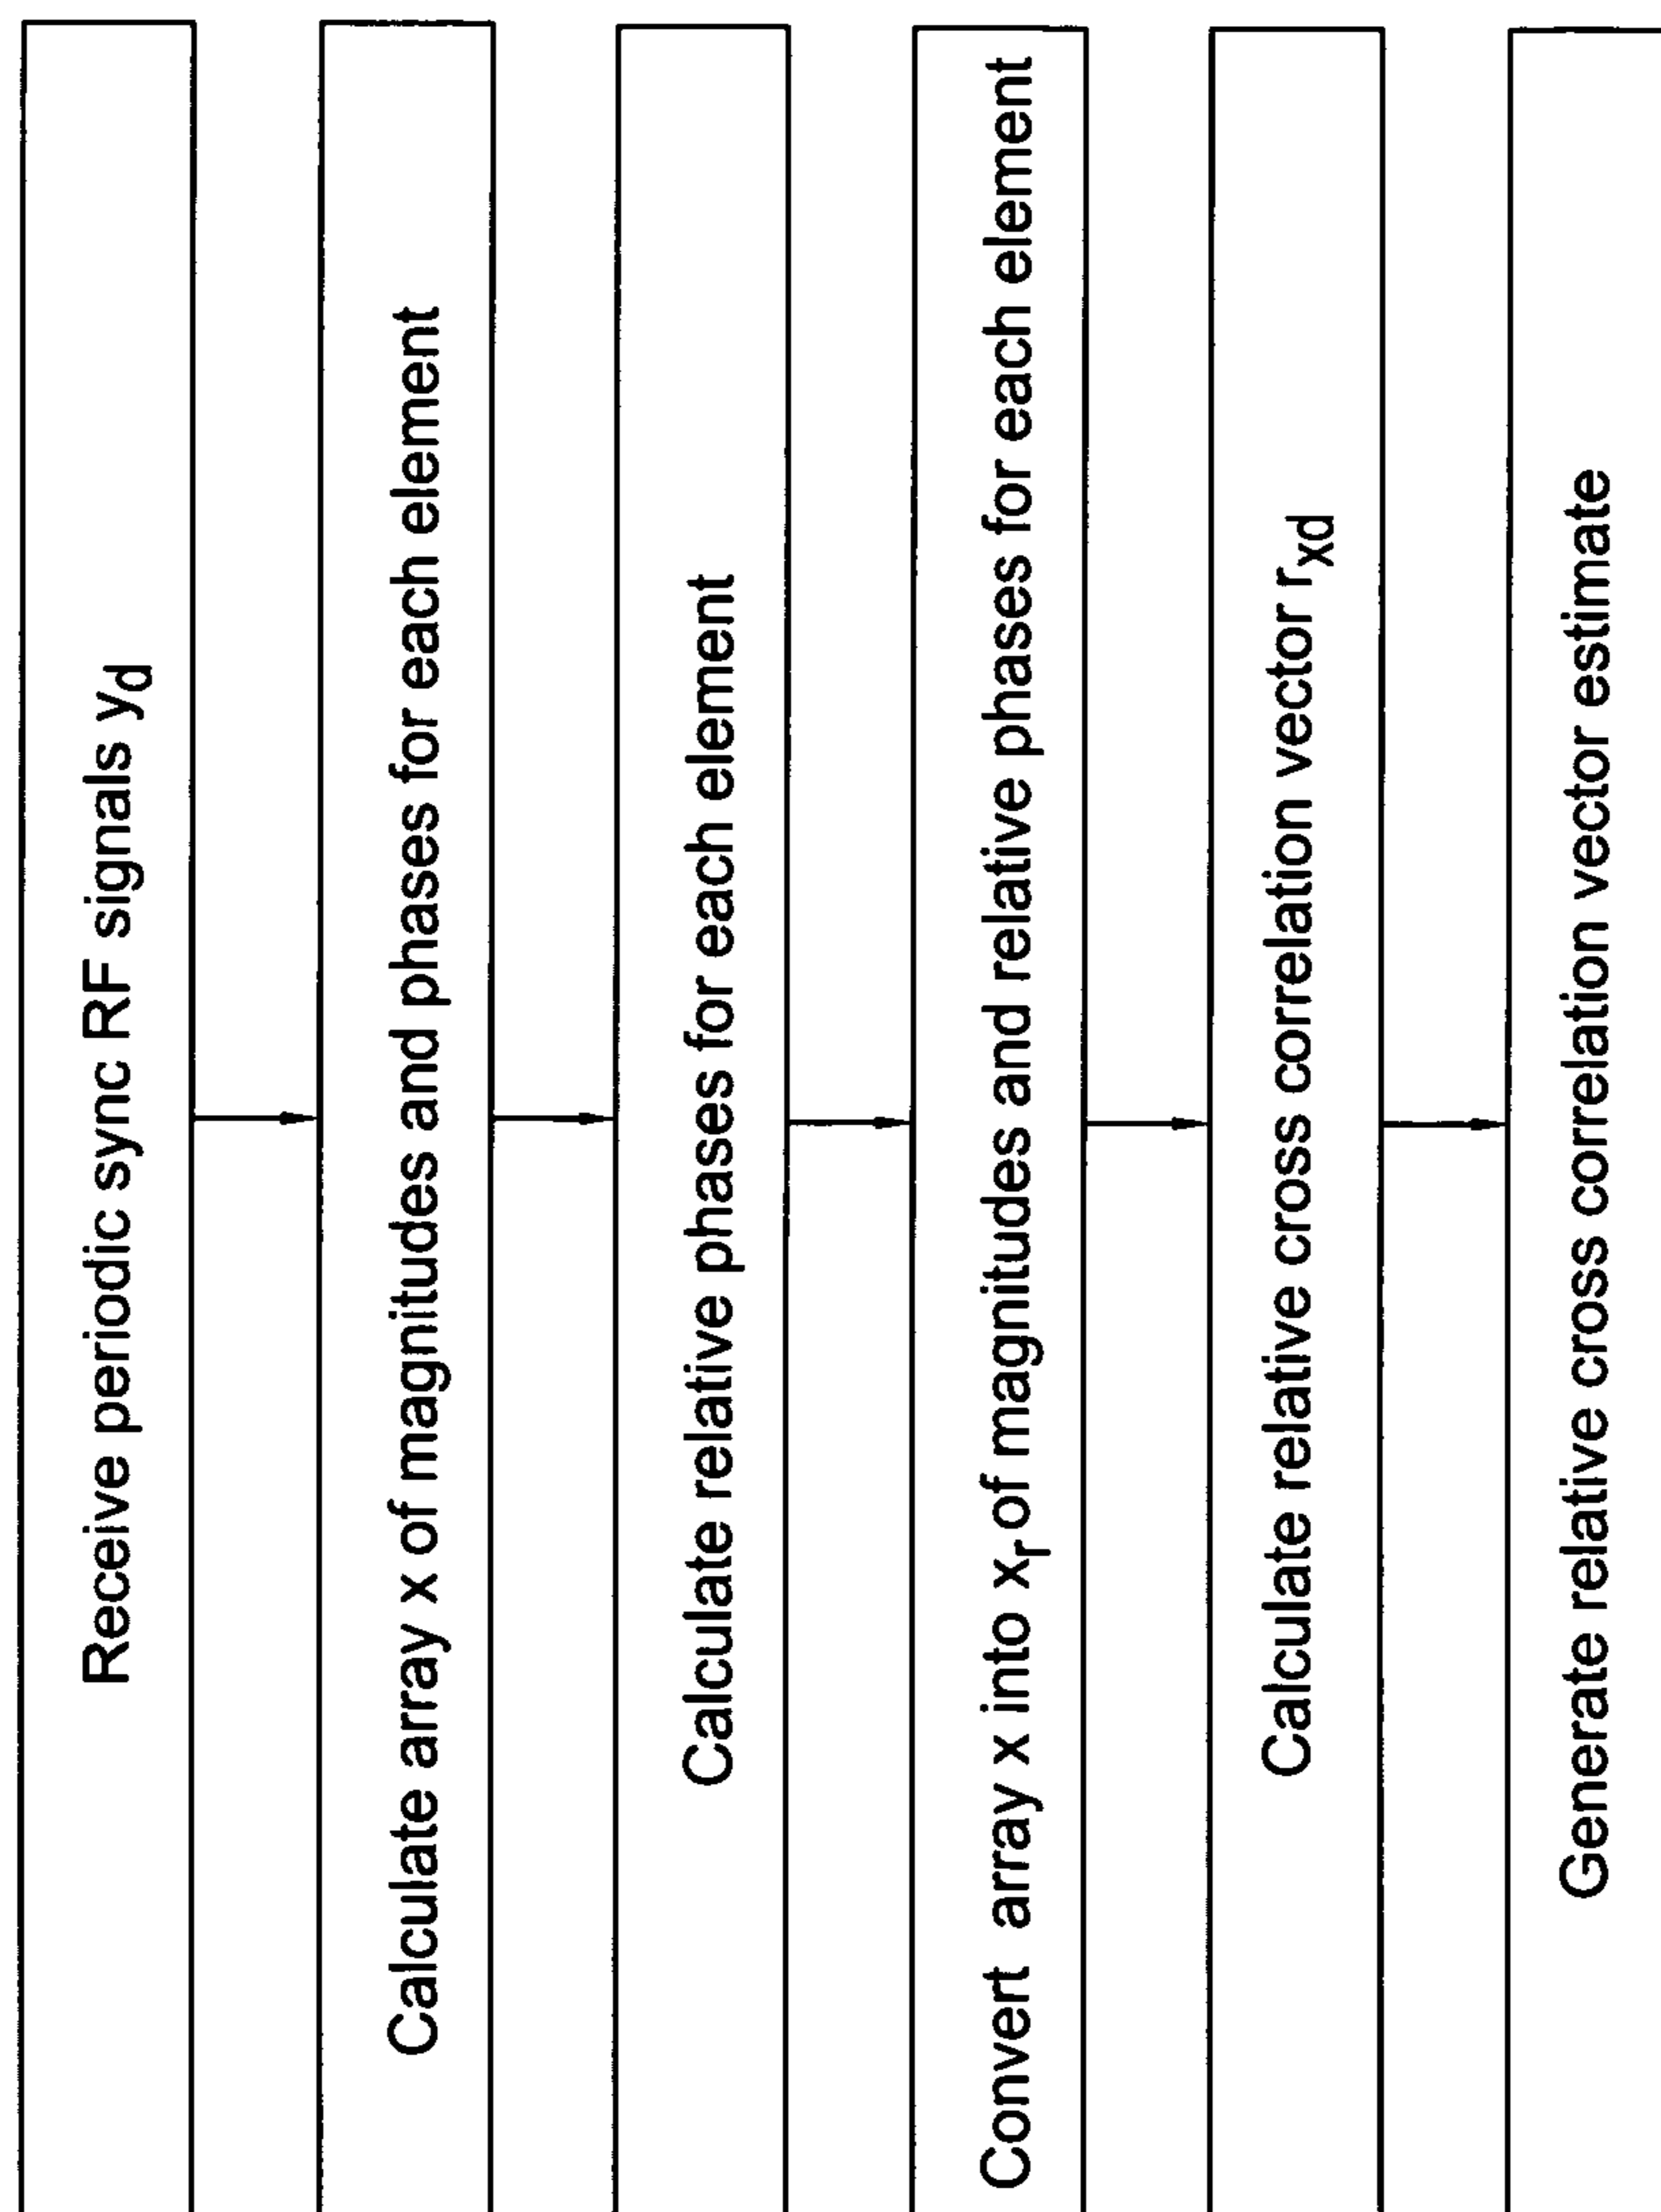 Receive periodic sync RF signals yd
Calculate array x of magnitudes and phases for each element
Calculate relative phases for each element
Convert array x into xr of magnitudes and relative phases for each element
Calculate relative cross correlation vector rxd
Generate relative cross correlation vector estimate